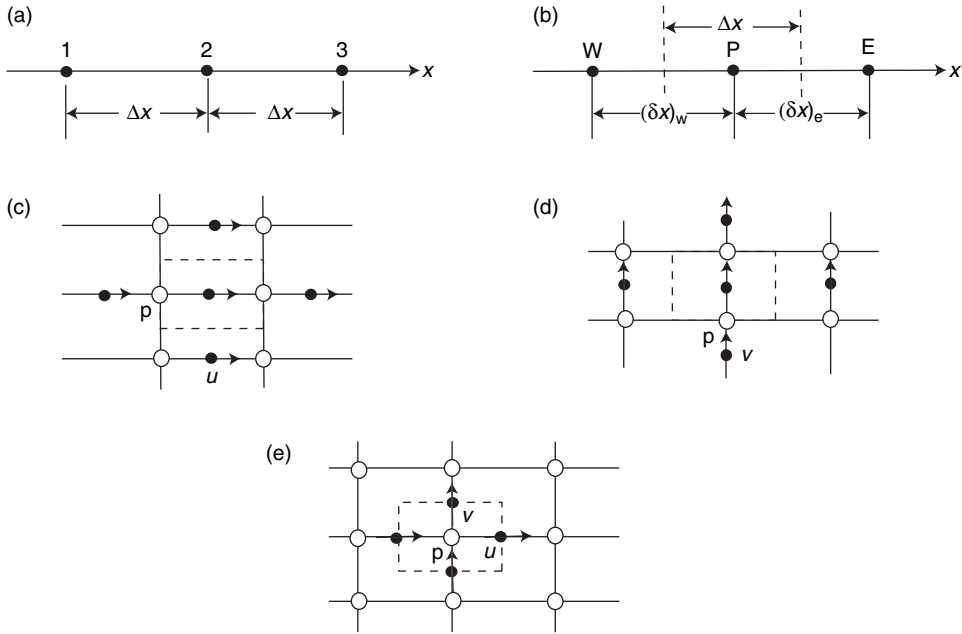 (a)
1 2 3
x
Δx Δx
(b)
Δx
W P E
x
(δx)w (δx)e
(c)
p
u
(d)
p
v
(e)
v
p u